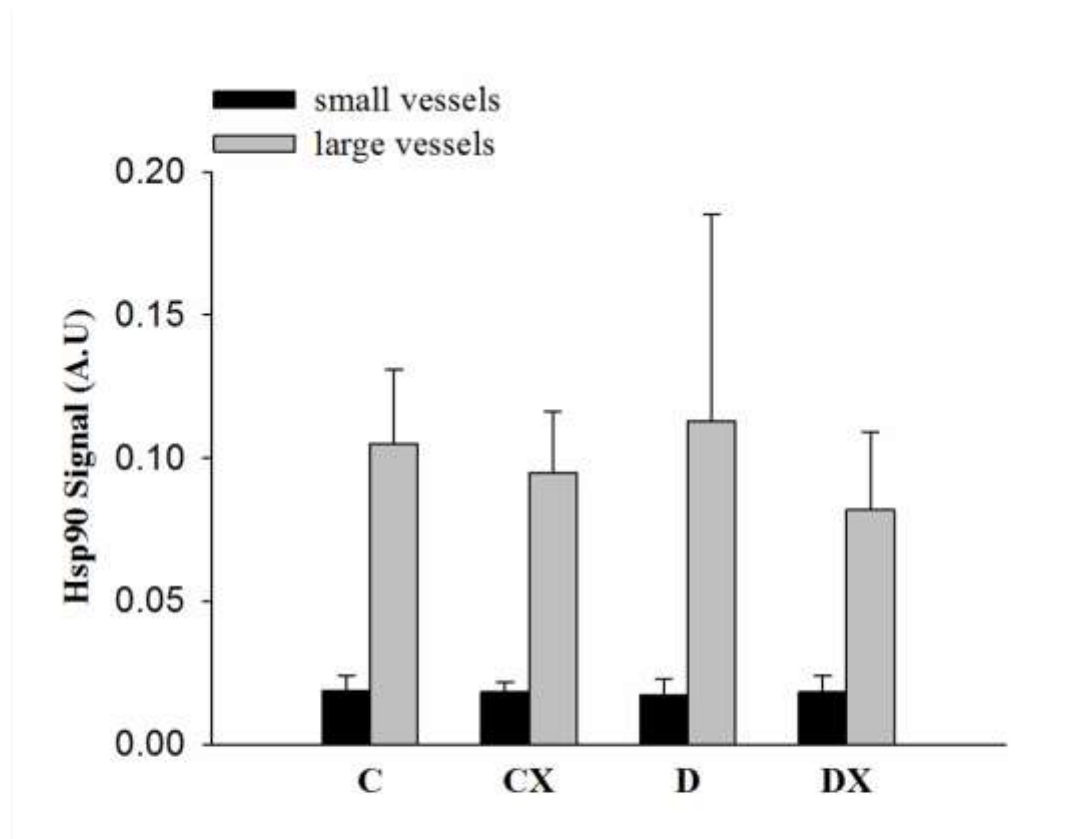 small vessels
large vessels
0.20
0.15
0.10
0.05
0.00
Hsp90 Signal (A.U)
C CX D DX